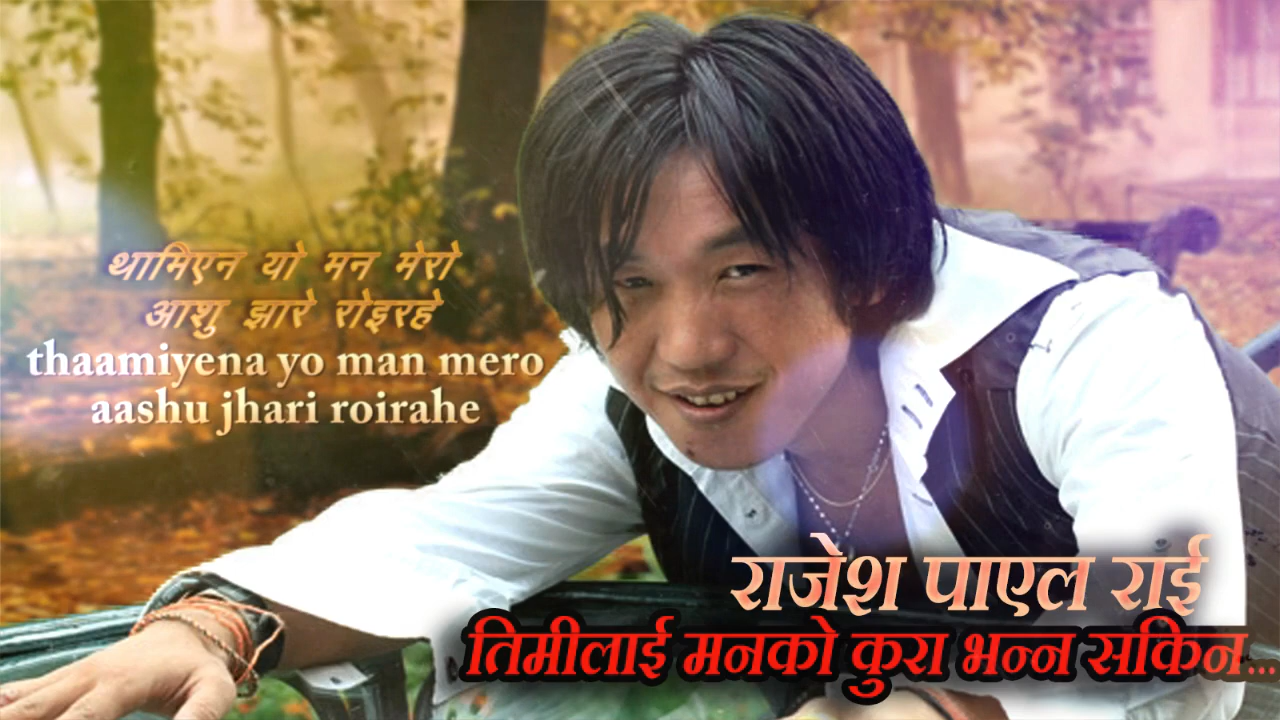 थामिएन यो मन मेरो
आशु झारे रोइरहे
thaamiyena yo man mero
aashu jhari roirahe
राजेश पाएल राई
तिमीलाई मनको कुरा भन्न सकिन...